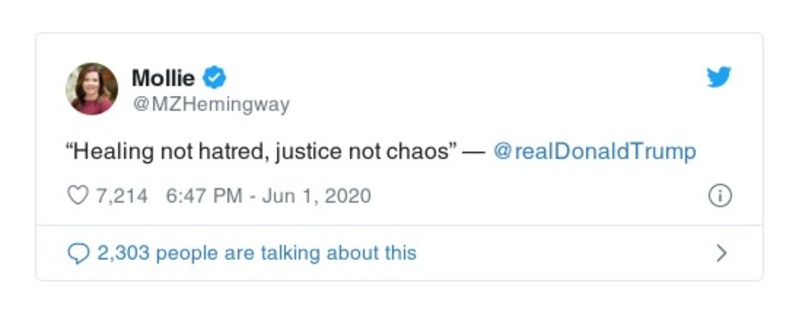 Mollie
@MZHemingway
“Healing not hatred, justice not chaos” — @realDonaldTrump
7,214 6:47 PM - Jun 1, 2020
2,303 people are talking about this